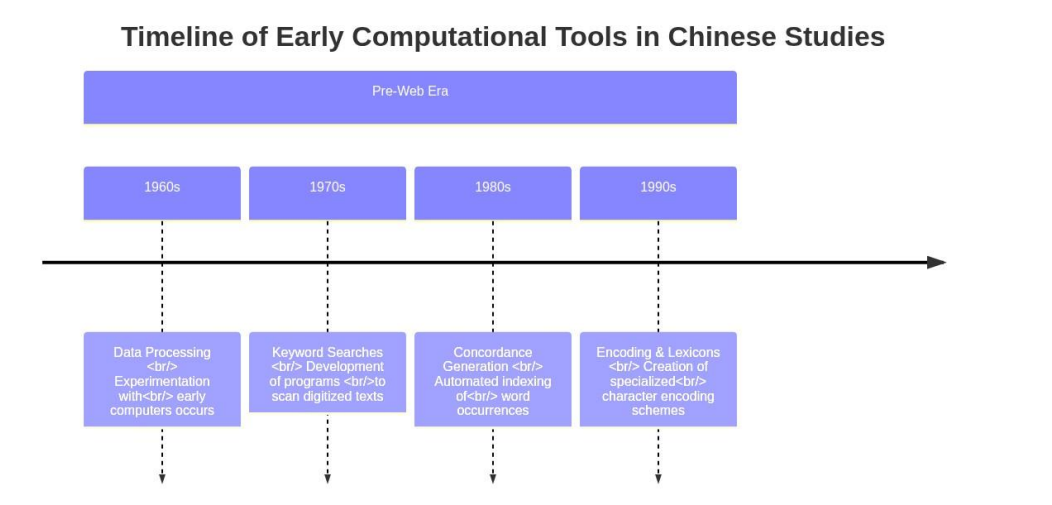 Timeline of Early Computational Tools in Chinese Studies
Pre-Web Era
1960s
1970s
1980s
1990s
Data Processing
<br/>
Experimentation
with<br/> early
computers occurs
Keyword Searches
<br/> Development
of programs <br/>to
scan digitized texts
Concordance
Generation <br/>
Automated indexing
of<br/> word
occurrences
Encoding & Lexicons
<br/> Creation of
specialized<br/>
character encoding
schemes